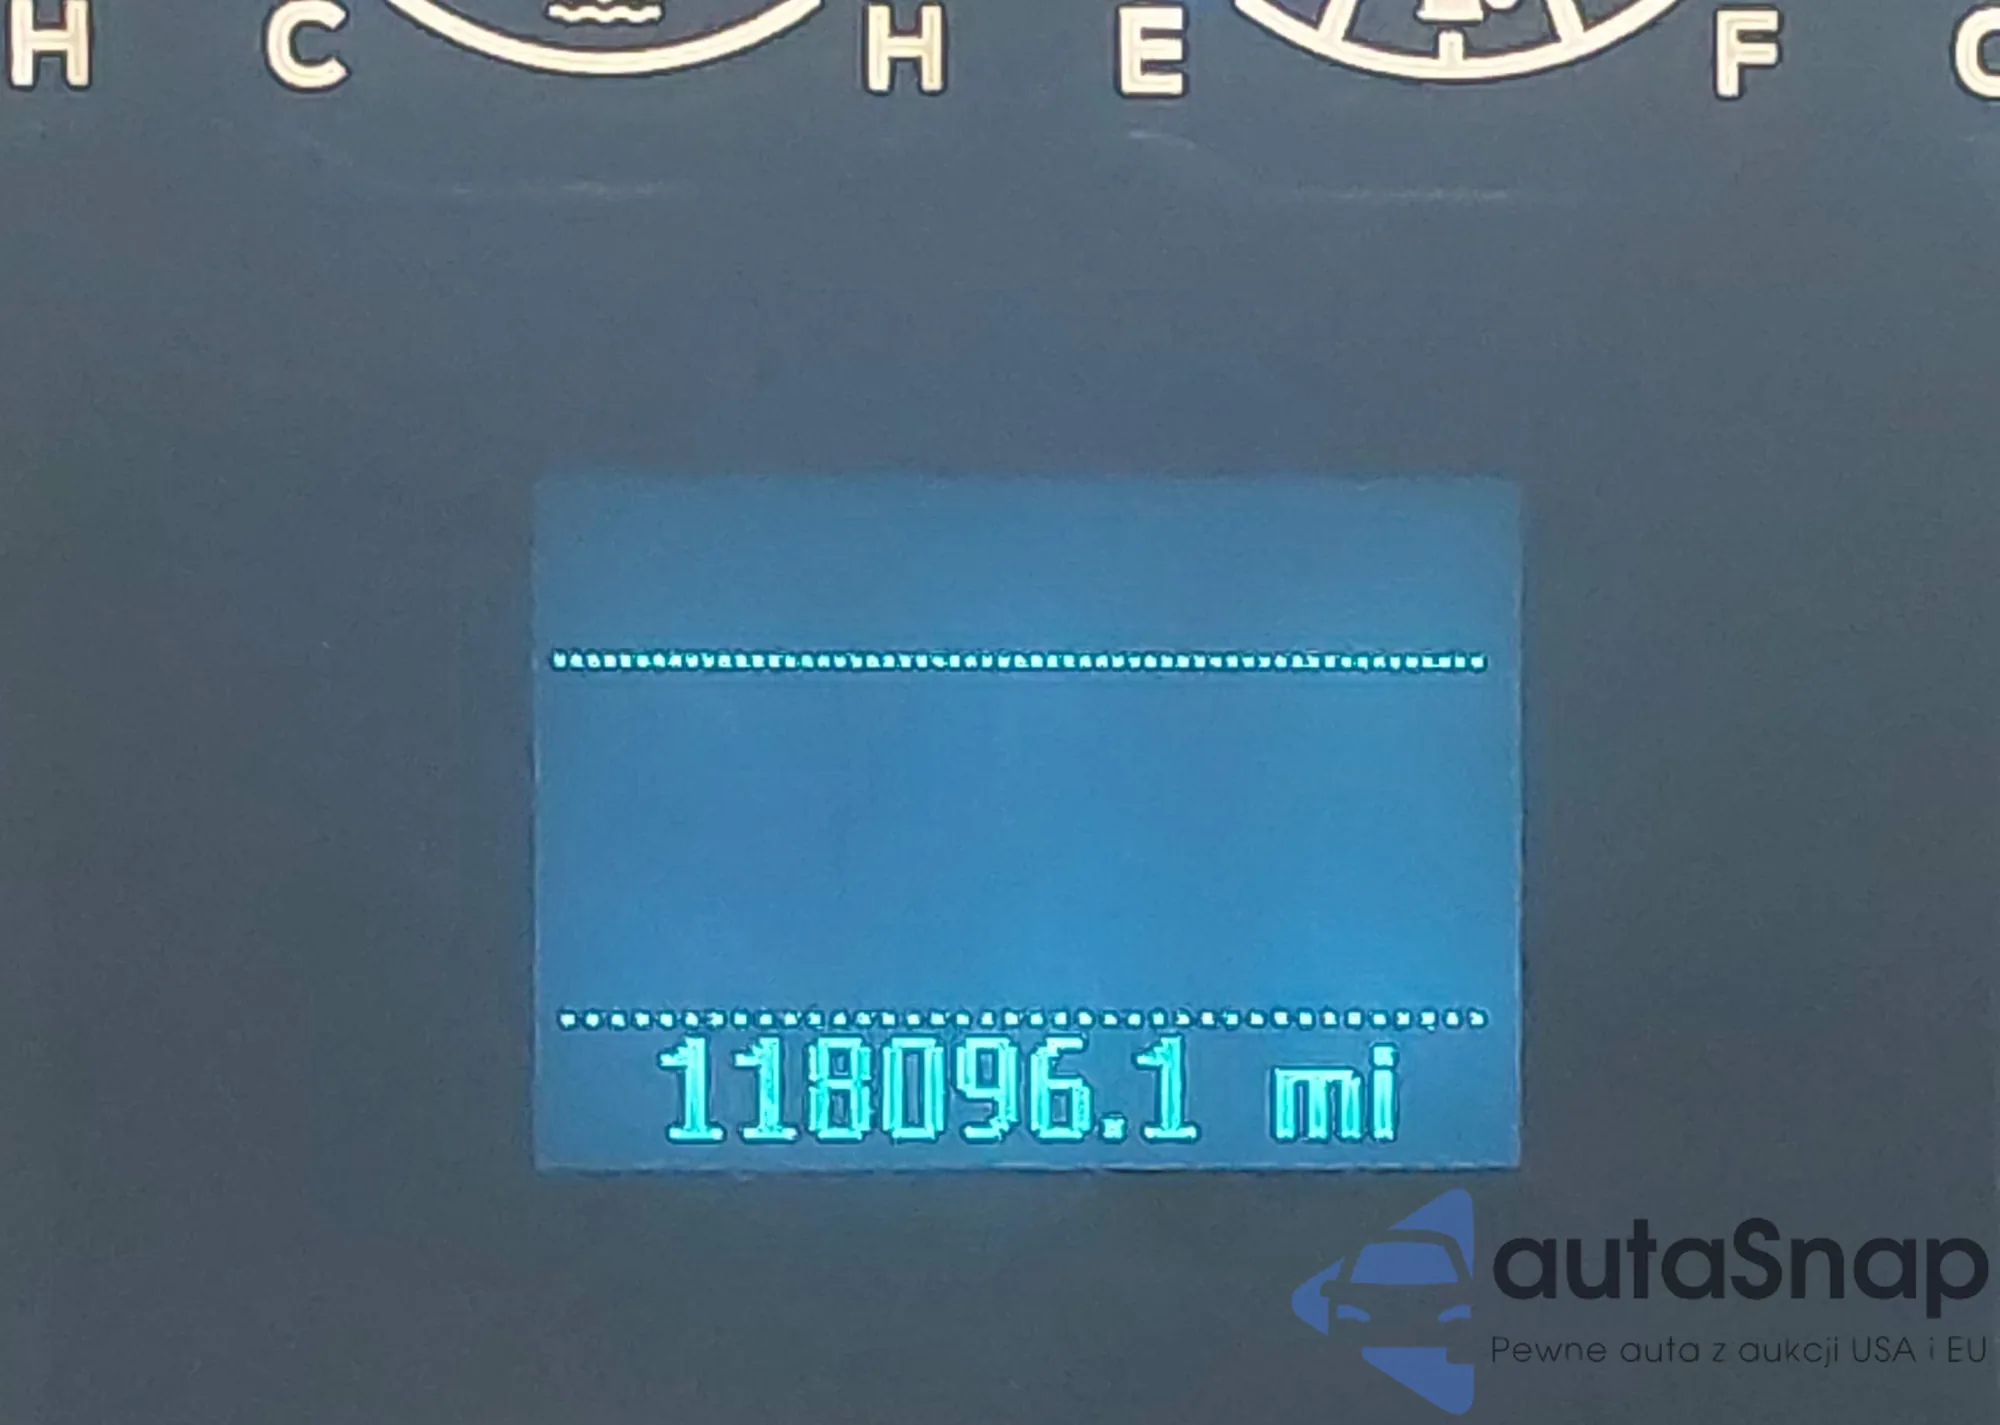 H C H E F C
118096.1 mi
autaSnap
Pewne auta z aukcji USA i EU